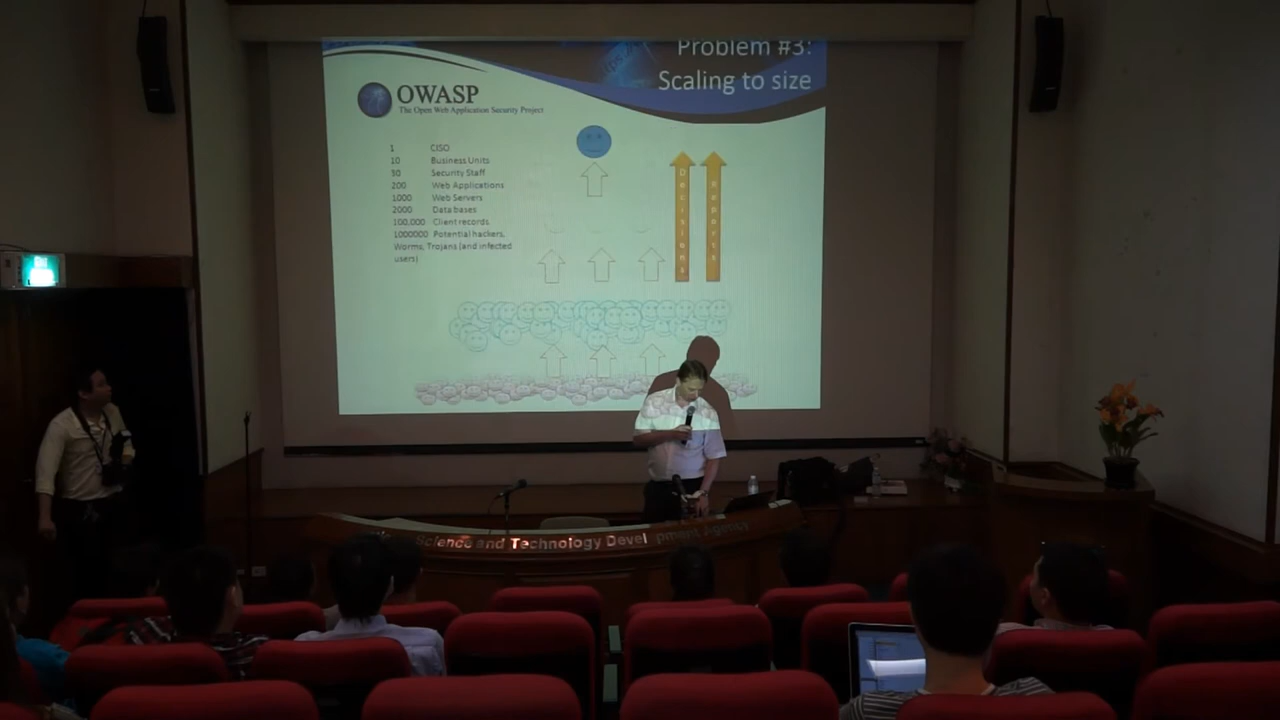 Problem #3:
Scaling to size
OWASP
The Open Web Application Security Project
1 CISO
10 Business Units
50 Security Staff
200 Web Applications
1000 Web Servers
2000 Data bases
100,000 Client records
1000000 Potential hackers,
Worms, Trojans (and infected
users)
Decisions
Reports
Science and Technology Development Agency